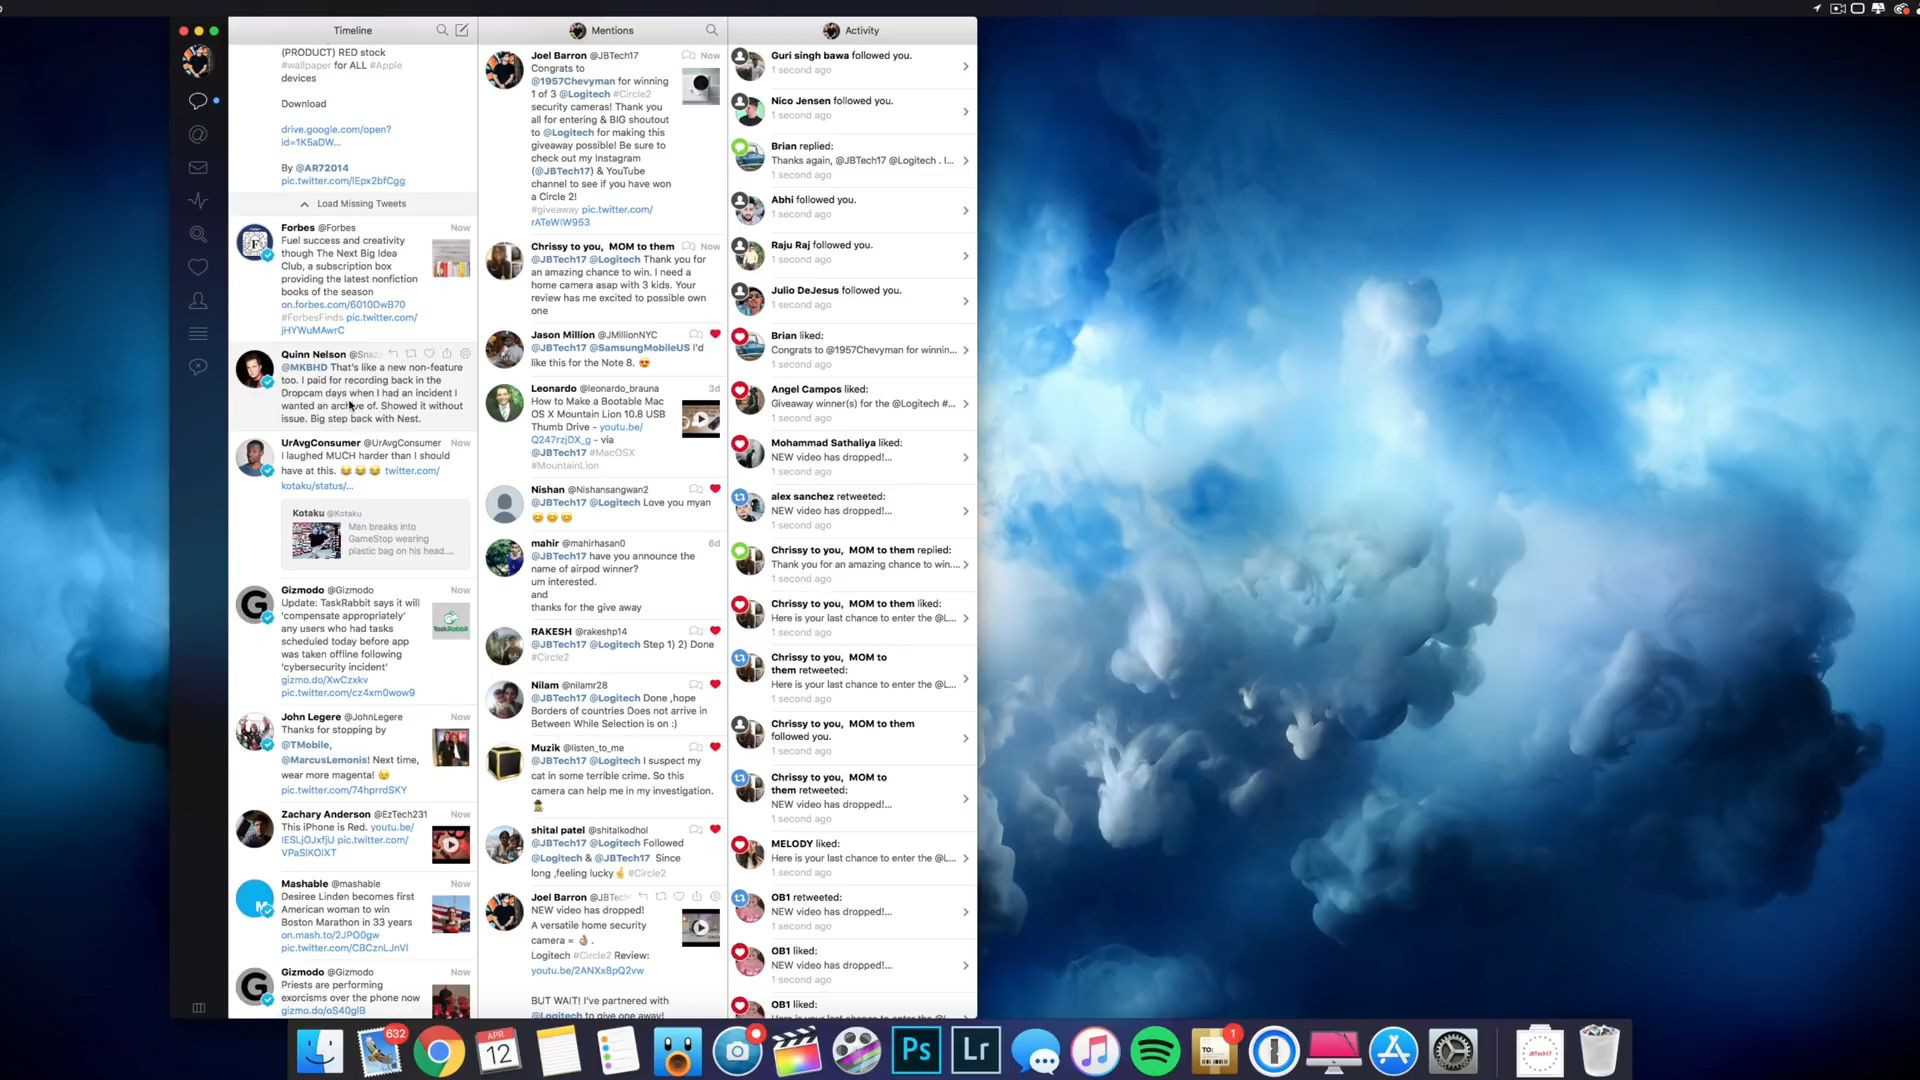 Timeline
(PRODUCT) RED stock
#wallpaper for ALL #Apple
devices
Download
drive.google.com/open?
id=1K5aDW...
By @AR72014
pic.twitter.com/lEpx2bfCgg
Load Missing Tweets
Forbes @Forbes Now
Fuel success and creativity
though The Next Big Idea
Club, a subscription box
providing the latest nonfiction
books of the season
on.forbes.com/6010DwB70
#ForbesFinds pic.twitter.com/
jHYWuMAwrC
Quinn Nelson @Snaz
@MKBHD That's like a new non-feature
too. I paid for recording back in the
Dropcam days when I had an incident I
wanted an archive of. Showed it without
issue. Big step back with Nest.
UrAvgConsumer @UrAvgConsumer Now
I laughed MUCH harder than I should
have at this. 😂 😂 😂 twitter.com/
kotaku/status/...
Kotaku @Kotaku
Man breaks into
GameStop wearing
plastic bag on his head....
Gizmodo @Gizmodo Now
Update: TaskRabbit says it will
'compensate appropriately'
any users who had tasks
scheduled today before app
was taken offline following
'cybersecurity incident'
gizmo.do/XwCzxkv
pic.twitter.com/cz4xm0wow9
TaskRabbit
John Legere @JohnLegere Now
Thanks for stopping by
@TMobile,
@MarcusLemonis! Next time,
wear more magenta! 😉
pic.twitter.com/74hprrdSKY
Zachary Anderson @EzTech231 Now
This iPhone is Red. youtu.be/
IESLjOJxfjU pic.twitter.com/
VPaSlKOIXT
Mashable @mashable Now
Desiree Linden becomes first
American woman to win
Boston Marathon in 33 years
on.mash.to/2JPO0gw
pic.twitter.com/CBCznLJnVl
Gizmodo @Gizmodo Now
Priests are performing
exorcisms over the phone now
gizmo.do/oS40glB
Mentions
Joel Barron @JBTech17 Now
Congrats to
@1957Chevyman for winning
1 of 3 @Logitech #Circle2
security cameras! Thank you
all for entering & BIG shoutout
to @Logitech for making this
giveaway possible! Be sure to
check out my Instagram
(@JBTech17) & YouTube
channel to see if you have won
a Circle 2!
#giveaway pic.twitter.com/
rATeWlW953
Chrissy to you, MOM to them Now
@JBTech17 @Logitech Thank you for
an amazing chance to win. I need a
home camera asap with 3 kids. Your
review has me excited to possible own
one
Jason Million @JMillionNYC
@JBTech17 @SamsungMobileUS I'd
like this for the Note 8. 😍
Leonardo @leonardo_brauna 3d
How to Make a Bootable Mac
OS X Mountain Lion 10.8 USB
Thumb Drive - youtu.be/
Q247rzjDX_g - via
@JBTech17 #MacOSX
#MountainLion
Nishan @Nishansangwan2
@JBTech17 @Logitech Love you myan
😊 😊 😊
mahir @mahirhasan0 6d
@JBTech17 have you announce the
name of airpod winner?
um interested.
and
thanks for the give away
RAKESH @rakeshp14
@JBTech17 @Logitech Step 1) 2) Done
#Circle2
Nilam @nilamr28
@JBTech17 @Logitech Done ,hope
Borders of countries Does not arrive in
Between While Selection is on :)
Muzik @listen_to_me
@JBTech17 @Logitech I suspect my
cat in some terrible crime. So this
camera can help me in my investigation.
shital patel @shitalkodhol
@JBTech17 @Logitech Followed
@Logitech & @JBTech17 Since
long ,feeling lucky🤞 #Circle2
Joel Barron @JBTech
NEW video has dropped!
A versatile home security
camera = 👌 .
Logitech #Circle2 Review:
youtu.be/2ANXx8pQ2vw
BUT WAIT! I've partnered with
@Logitech to give one away!
Activity
Guri singh bawa followed you.
1 second ago
Nico Jensen followed you.
1 second ago
Brian replied:
Thanks again, @JBTech17 @Logitech . I...
1 second ago
Abhi followed you.
1 second ago
Raju Raj followed you.
1 second ago
Julio DeJesus followed you.
1 second ago
Brian liked:
Congrats to @1957Chevyman for winnin...
1 second ago
Angel Campos liked:
Giveaway winner(s) for the @Logitech #...
1 second ago
Mohammad Sathaliya liked:
NEW video has dropped!...
1 second ago
alex sanchez retweeted:
NEW video has dropped!...
1 second ago
Chrissy to you, MOM to them replied:
Thank you for an amazing chance to win....
1 second ago
Chrissy to you, MOM to them liked:
Here is your last chance to enter the @L...
1 second ago
Chrissy to you, MOM to
them retweeted:
Here is your last chance to enter the @L...
1 second ago
Chrissy to you, MOM to them
followed you.
1 second ago
Chrissy to you, MOM to
them retweeted:
NEW video has dropped!...
1 second ago
MELODY liked:
Here is your last chance to enter the @L...
1 second ago
OB1 retweeted:
NEW video has dropped!...
1 second ago
OB1 liked:
NEW video has dropped!...
1 second ago
OB1 liked:
Here is your last chance to enter the @L...
632
APR
12
Ps
Lr
TO:
1
JBTech17